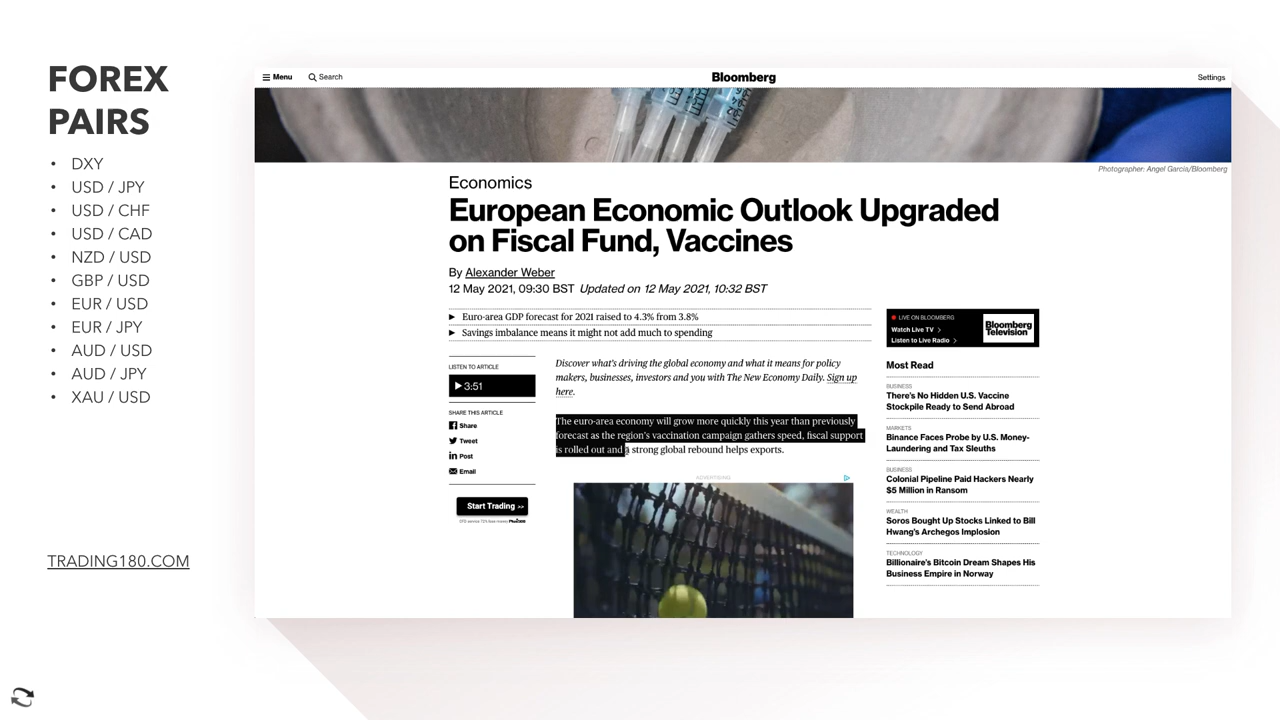 FOREX
PAIRS
• DXY
• USD / JPY
• USD / CHF
• USD / CAD
• NZD / USD
• GBP / USD
• EUR / USD
• EUR / JPY
• AUD / USD
• AUD / JPY
• XAU / USD
TRADING180.COM
Menu
Search
Bloomberg
Settings
Photographer: Angel Garcia/Bloomberg
Economics
European Economic Outlook Upgraded
on Fiscal Fund, Vaccines
By Alexander Weber
12 May 2021, 09:30 BST Updated on 12 May 2021, 10:32 BST
Euro-area GDP forecast for 2021 raised to 4.3% from 3.8%
Savings imbalance means it might not add much to spending
LISTEN TO ARTICLE
3:51
SHARE THIS ARTICLE
Share
Tweet
Post
Email
Start Trading >>
Discover what's driving the global economy and what it means for policy
makers, businesses, investors and you with The New Economy Daily. Sign up
here.
The euro-area economy will grow more quickly this year than previously
forecast as the region's vaccination campaign gathers speed, fiscal support
is rolled out and a strong global rebound helps exports.
ADVERTISING
LIVE ON BLOOMBERG
Watch Live TV >
Listen to Live Radio >
Bloomberg
Television
Most Read
BUSINESS
There's No Hidden U.S. Vaccine
Stockpile Ready to Send Abroad
MARKETS
Binance Faces Probe by U.S. Money-
Laundering and Tax Sleuths
BUSINESS
Colonial Pipeline Paid Hackers Nearly
$5 Million in Ransom
WEALTH
Soros Bought Up Stocks Linked to Bill
Hwang's Archegos Implosion
TECHNOLOGY
Billionaire's Bitcoin Dream Shapes His
Business Empire in Norway